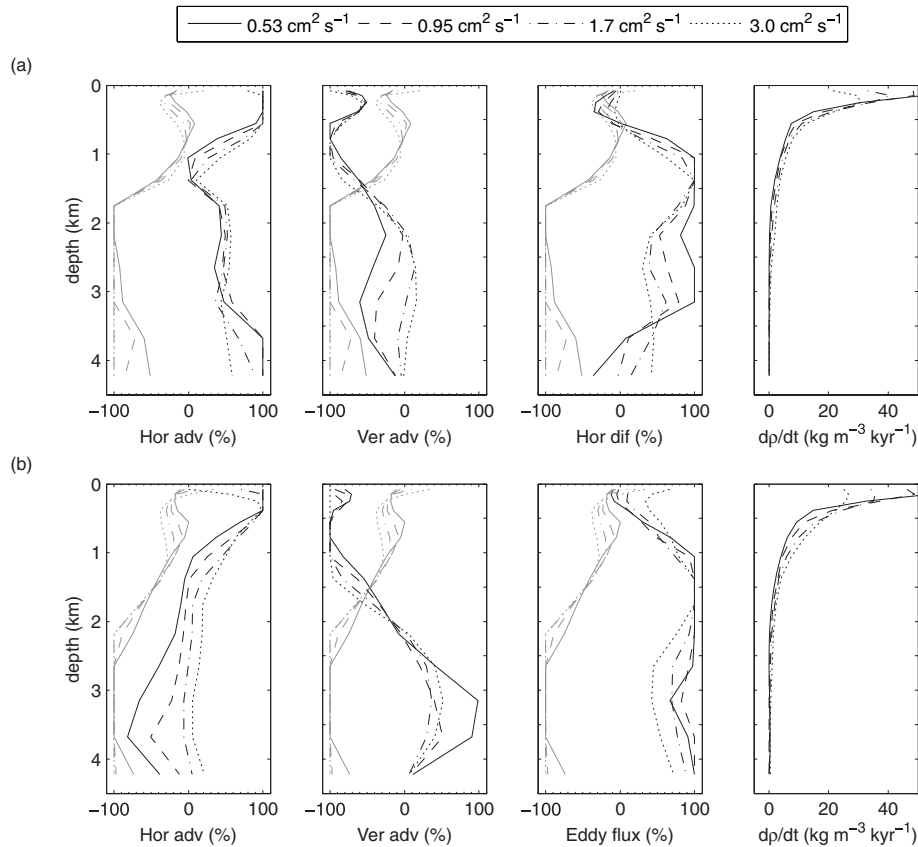 0.53 cm² s⁻¹ 0.95 cm² s⁻¹ 1.7 cm² s⁻¹ 3.0 cm² s⁻¹
(a)
0
1
2
3
4
depth (km)
−100 0 100 −100 0 100 −100 0 100 0 20 40
Hor adv (%) Ver adv (%) Hor dif (%) dρ/dt (kg m⁻³ kyr⁻¹)
(b)
0
1
2
3
4
depth (km)
−100 0 100 −100 0 100 −100 0 100 0 20 40
Hor adv (%) Ver adv (%) Eddy flux (%) dρ/dt (kg m⁻³ kyr⁻¹)